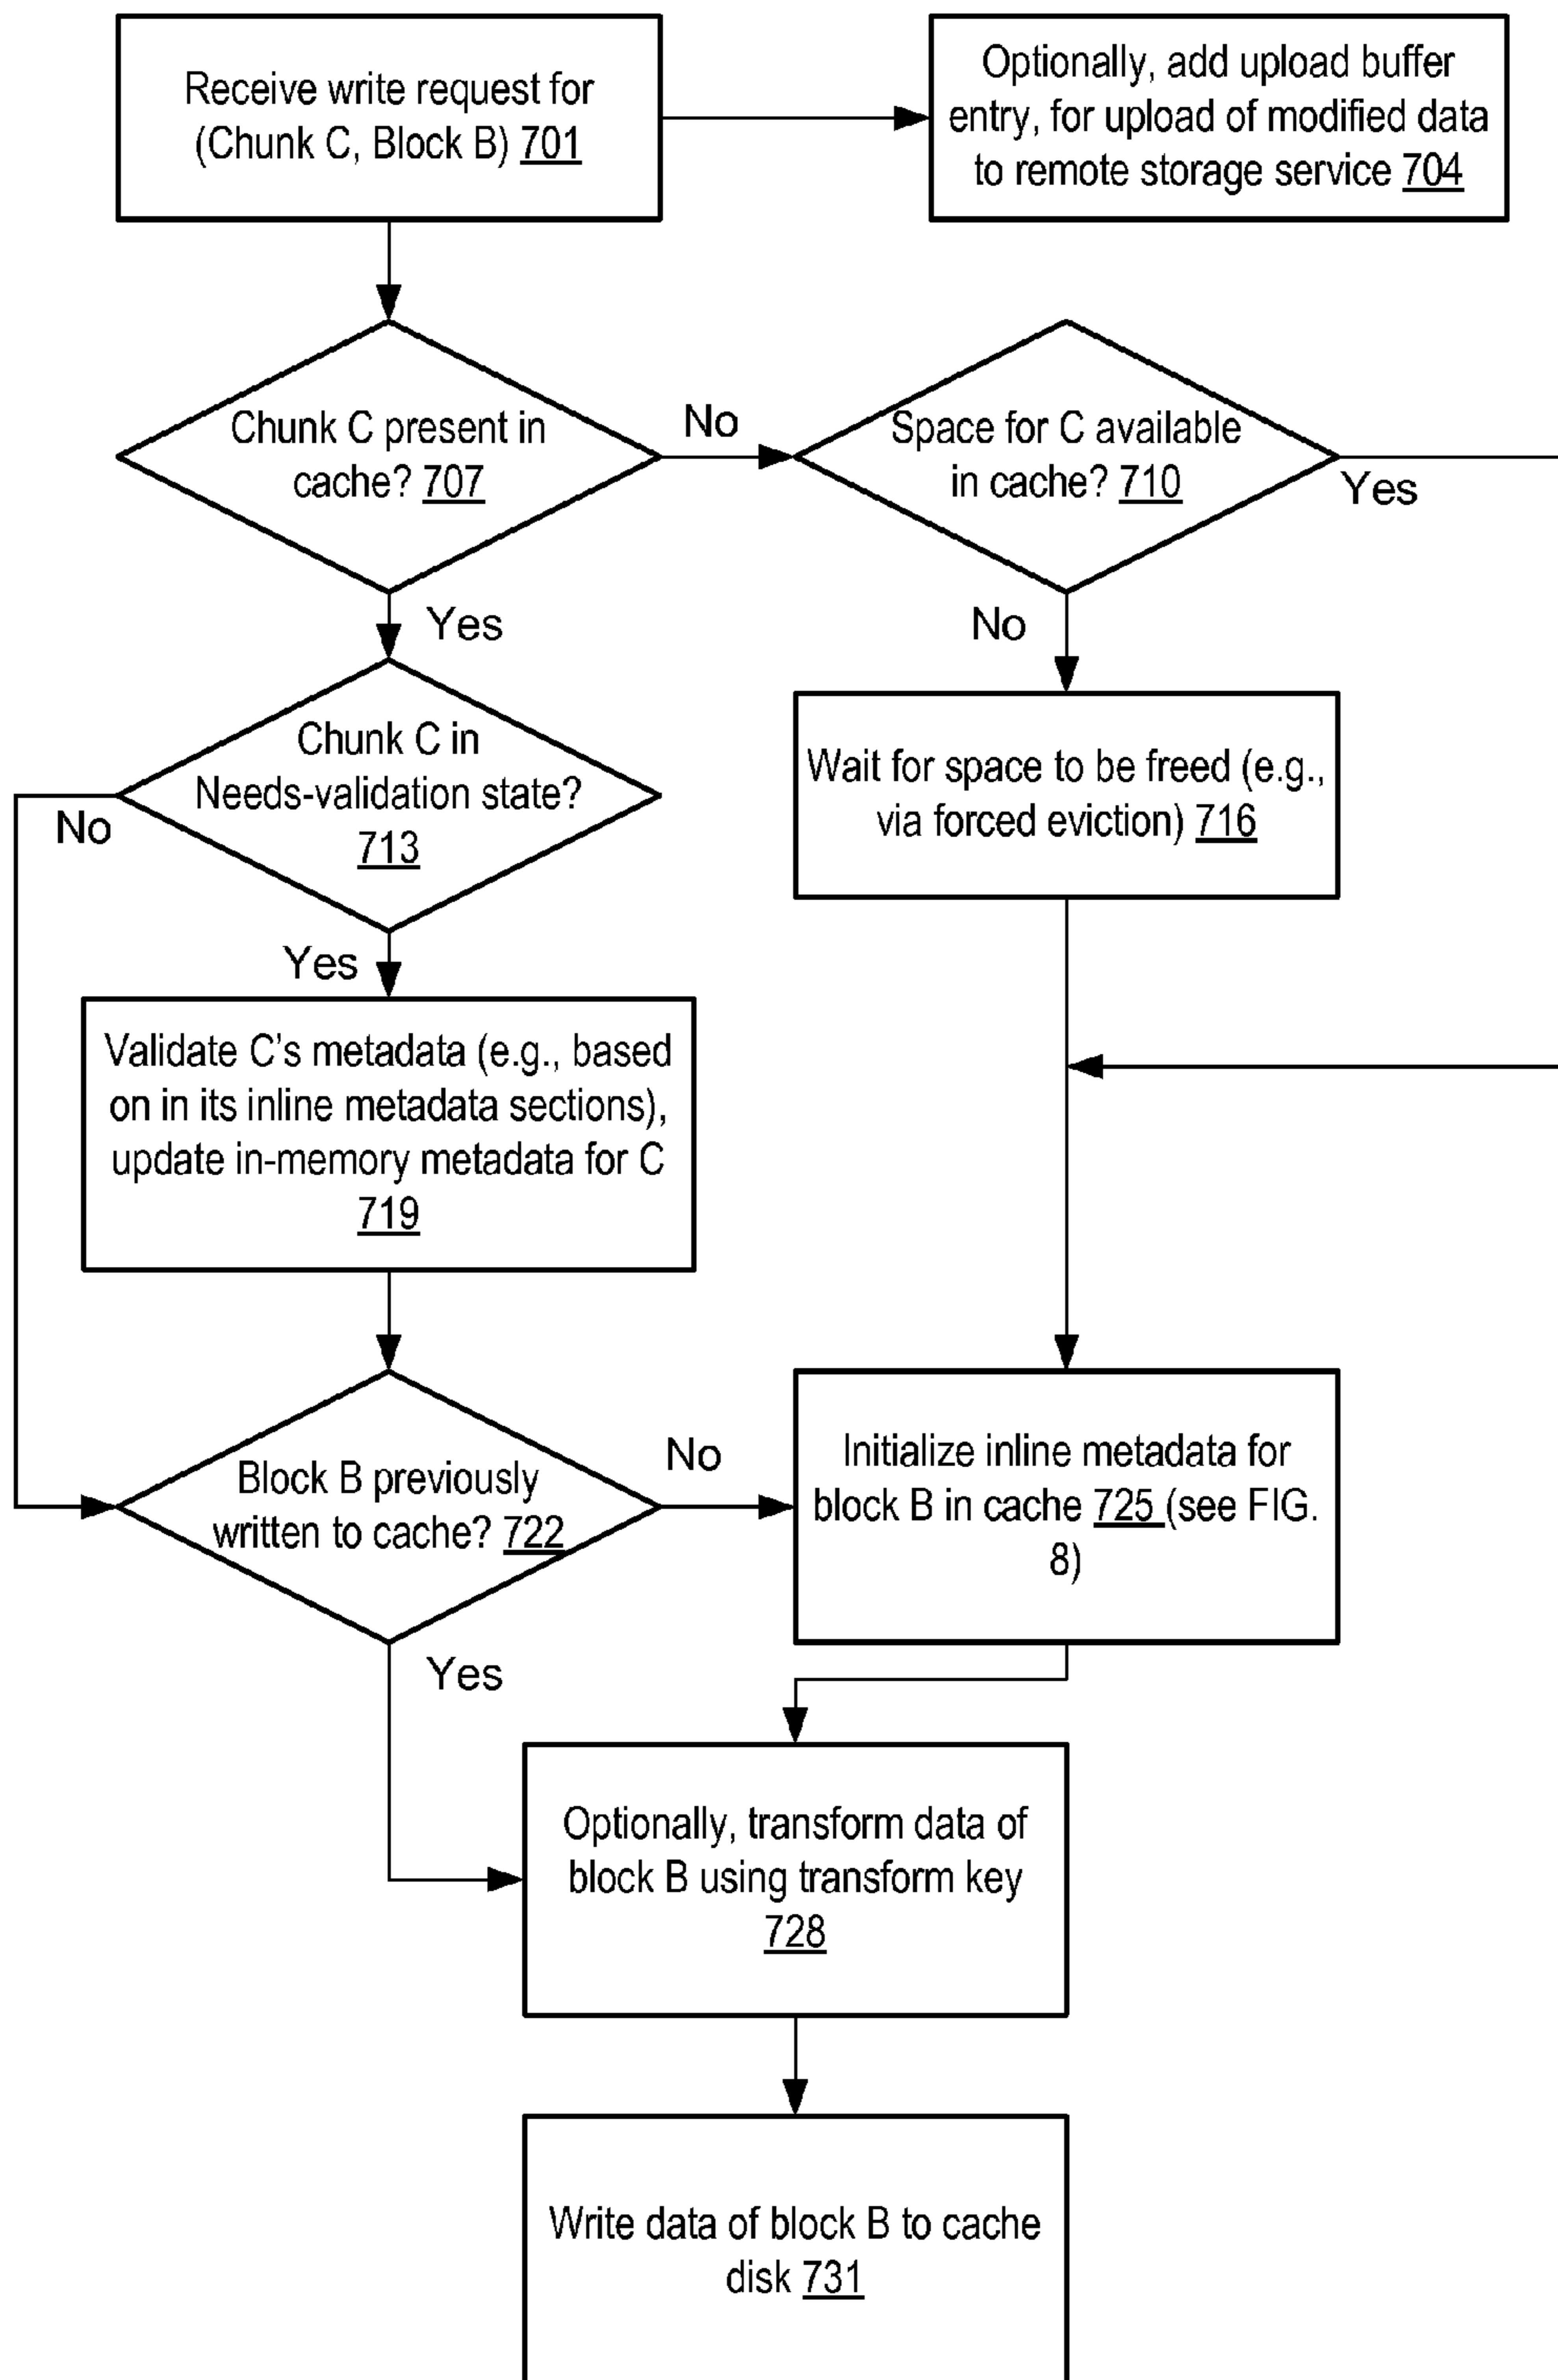 Receive write request for
(Chunk C, Block B) 701
Optionally, add upload buffer
entry, for upload of modified data
to remote storage service 704
Chunk C present in
cache? 707
No
Space for C available
in cache? 710
Yes
Yes
No
Chunk C in
Needs-validation state?
713
No
Wait for space to be freed (e.g.,
via forced eviction) 716
Yes
Validate C's metadata (e.g., based
on in its inline metadata sections),
update in-memory metadata for C
719
Block B previously
written to cache? 722
No
Initialize inline metadata for
block B in cache 725 (see FIG.
8)
Yes
Optionally, transform data of
block B using transform key
728
Write data of block B to cache
disk 731